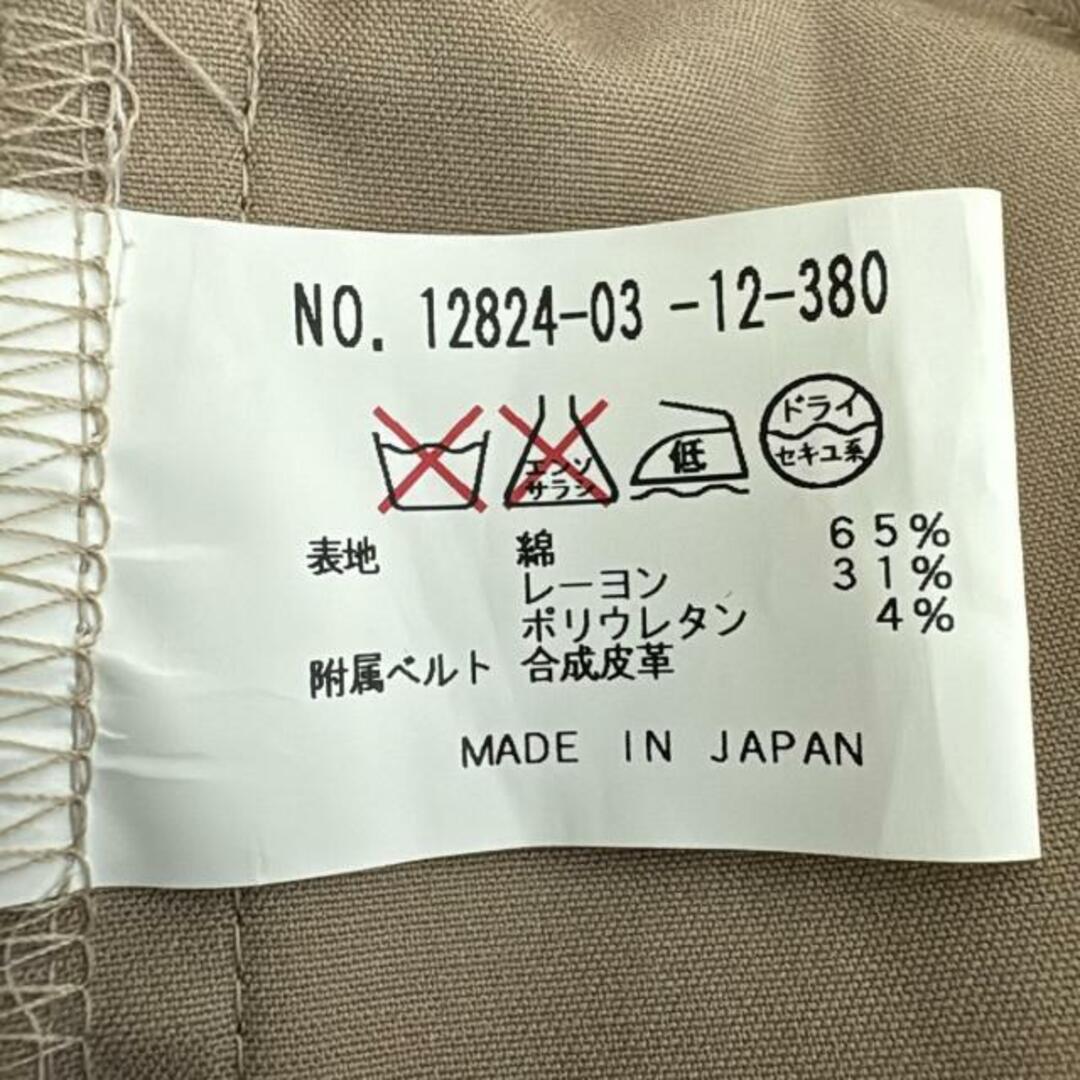 NO. 12824-03 -12-380
エンソ
サラシ
低
ドライ
セキユ系
表地 綿 65%
レーヨン 31%
ポリウレタン 4%
附属ベルト 合成皮革
MADE IN JAPAN